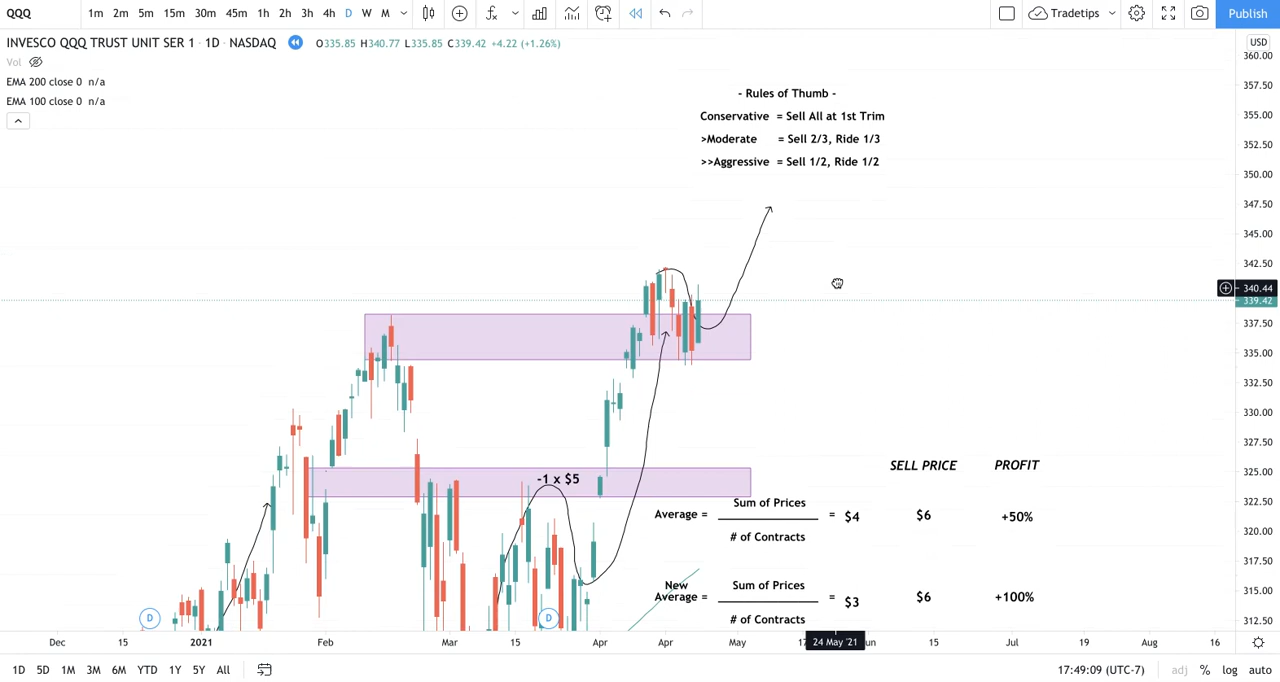 QQQ 1m 2m 5m 15m 30m 45m 1h 2h 3h 4h D W M Tradetips Publish
INVESCO QQQ TRUST UNIT SER 1 · 1D · NASDAQ O335.85 H340.77 L335.85 C339.42 +4.22 (+1.26%)
USD
Vol
EMA 200 close 0 n/a
EMA 100 close 0 n/a
- Rules of Thumb -
Conservative = Sell All at 1st Trim
>Moderate = Sell 2/3, Ride 1/3
>>Aggressive = Sell 1/2, Ride 1/2
360.00
357.50
355.00
352.50
350.00
347.50
345.00
342.50
340.44
339.42
337.50
335.00
332.50
330.00
327.50
325.00
322.50
320.00
317.50
315.00
312.50
-1 x $5
SELL PRICE PROFIT
Sum of Prices
Average = = $4 $6 +50%
# of Contracts
New
Sum of Prices
Average = = $3 $6 +100%
# of Contracts
D D
Dec 15 2021 Feb Mar 15 Apr Apr May 24 May '21 15 Jul 19 Aug 16
1D 5D 1M 3M 6M YTD 1Y 5Y All 17:49:09 (UTC-7) adj % log auto